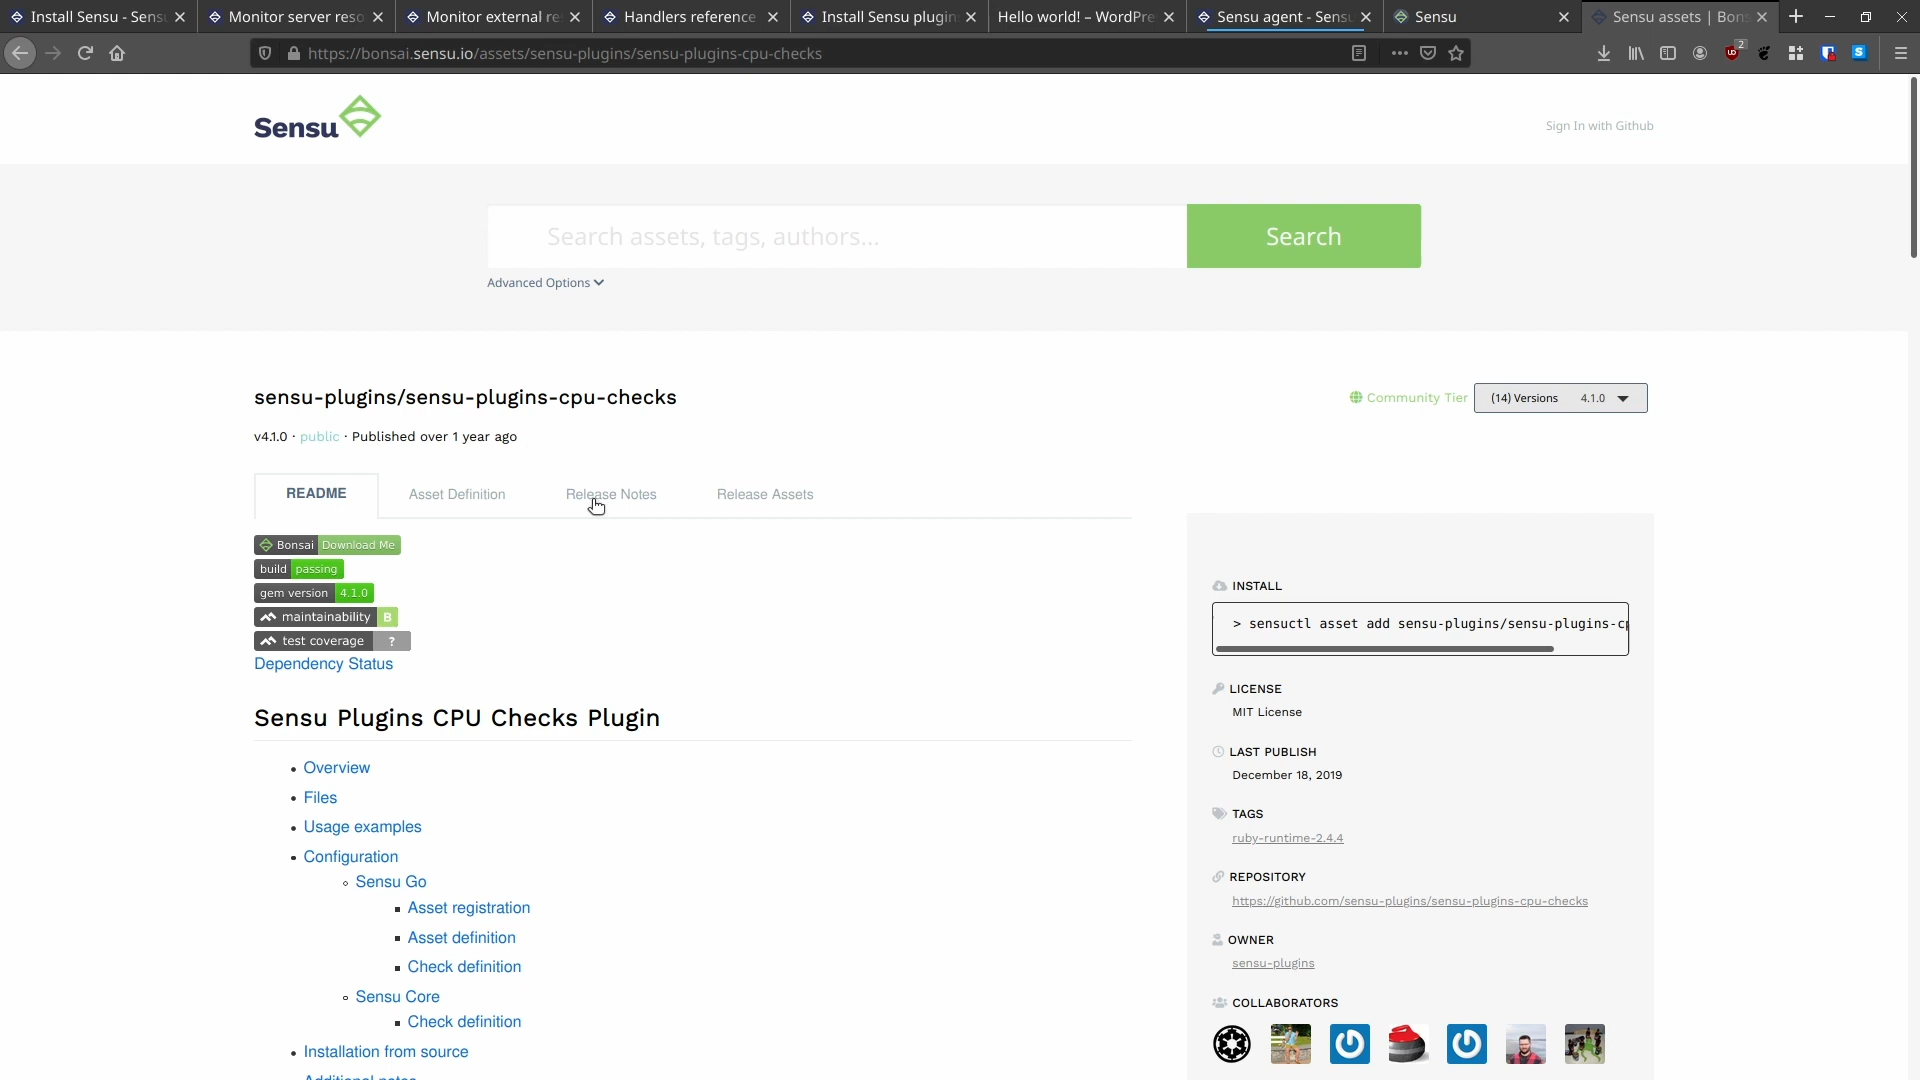 Install Sensu - Sens
Monitor server reso
Monitor external re
Handlers reference
Install Sensu plugin
Hello world! – WordPre
Sensu agent - Sens
Sensu
Sensu assets | Bons
https://bonsai.sensu.io/assets/sensu-plugins/sensu-plugins-cpu-checks
2
Sensu
Sign In with Github
Search assets, tags, authors...
Search
Advanced Options
sensu-plugins/sensu-plugins-cpu-checks
Community Tier
(14) Versions 4.1.0
v4.1.0 · public · Published over 1 year ago
README
Asset Definition
Release Notes
Release Assets
Bonsai Download Me
build passing
gem version 4.1.0
maintainability B
test coverage ?
Dependency Status
Sensu Plugins CPU Checks Plugin
Overview
Files
Usage examples
Configuration
Sensu Go
Asset registration
Asset definition
Check definition
Sensu Core
Check definition
Installation from source
Additional notes
INSTALL
> sensuctl asset add sensu-plugins/sensu-plugins-cp
LICENSE
MIT License
LAST PUBLISH
December 18, 2019
TAGS
ruby-runtime-2.4.4
REPOSITORY
https://github.com/sensu-plugins/sensu-plugins-cpu-checks
OWNER
sensu-plugins
COLLABORATORS